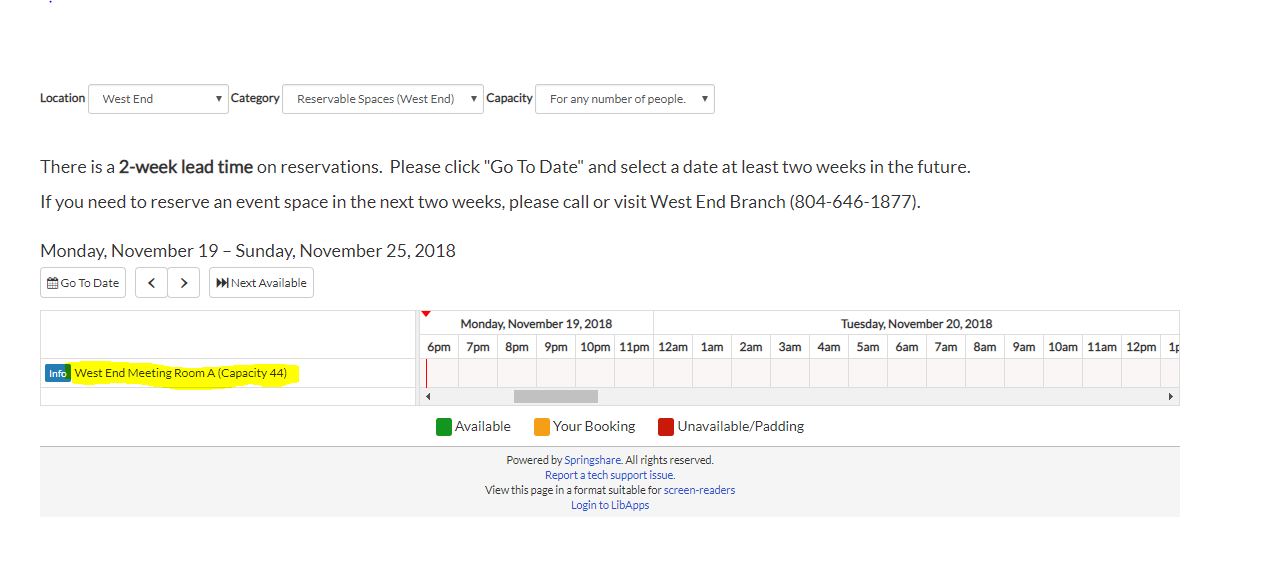 Location West End Category Reservable Spaces (West End) Capacity For any number of people.
There is a 2-week lead time on reservations. Please click "Go To Date" and select a date at least two weeks in the future.
If you need to reserve an event space in the next two weeks, please call or visit West End Branch (804-646-1877).
Monday, November 19 – Sunday, November 25, 2018
Go To Date Next Available
Monday, November 19, 2018 Tuesday, November 20, 2018
6pm 7pm 8pm 9pm 10pm 11pm 12am 1am 2am 3am 4am 5am 6am 7am 8am 9am 10am 11am 12pm
Info West End Meeting Room A (Capacity 44)
Available Your Booking Unavailable/Padding
Powered by Springshare. All rights reserved.
Report a tech support issue.
View this page in a format suitable for screen-readers
Login to LibApps